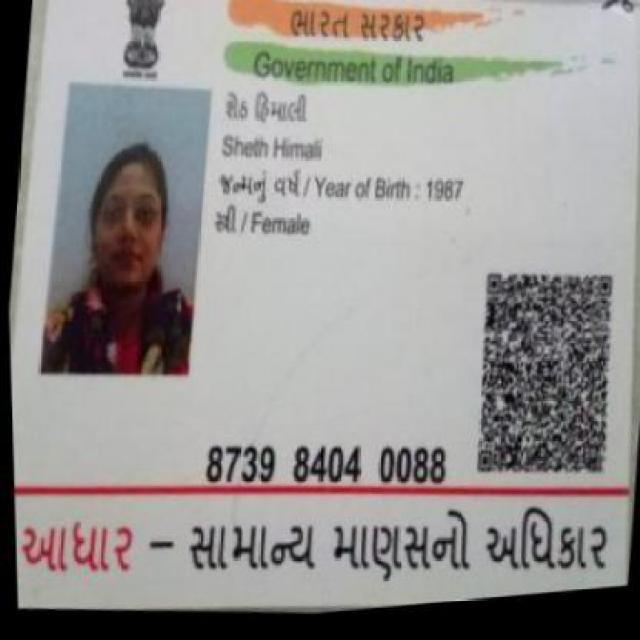 ભારત સરકાર
Government of India
શેઠ હિમાલી
Sheth Himali
જન્મનું વર્ષ / Year of Birth : 1987
સ્ત્રી / Female
8739 8404 0088
આધાર – સામાન્ય માણસનો અધિકાર